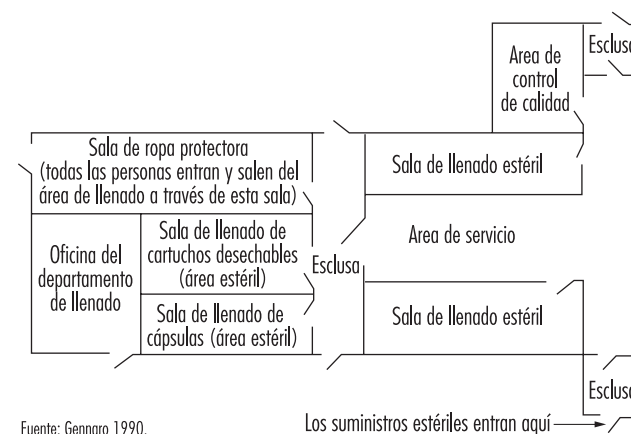 Area de
control
de calidad
Esclusa
Sala de ropa protectora
(todas las personas entran y salen del
área de llenado a través de esta sala)
Sala de llenado estéril
Oficina del
departamento
de llenado
Sala de llenado de
cartuchos desechables
(área estéril)
Esclusa
Area de servicio
Sala de llenado de
cápsulas (área estéril)
Sala de llenado estéril
Esclusa
Fuente: Gennaro 1990.
Los suministros estériles entran aquí